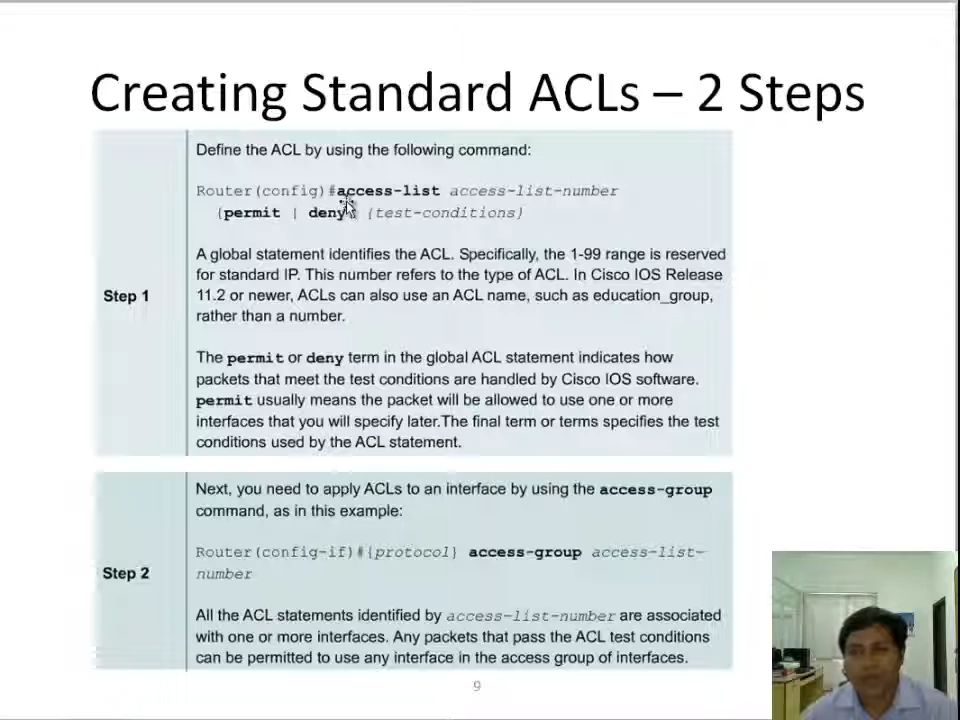 Creating Standard ACLs – 2 Steps
Define the ACL by using the following command:
Router(config)#access-list access-list-number
{permit | deny} {test-conditions}
A global statement identifies the ACL. Specifically, the 1-99 range is reserved
for standard IP. This number refers to the type of ACL. In Cisco IOS Release
Step 1
11.2 or newer, ACLs can also use an ACL name, such as education_group,
rather than a number.
The permit or deny term in the global ACL statement indicates how
packets that meet the test conditions are handled by Cisco IOS software.
permit usually means the packet will be allowed to use one or more
interfaces that you will specify later.The final term or terms specifies the test
conditions used by the ACL statement.
Next, you need to apply ACLs to an interface by using the access-group
command, as in this example:
Router(config-if)#{protocol} access-group access-list-
Step 2
number
All the ACL statements identified by access-list-number are associated
with one or more interfaces. Any packets that pass the ACL test conditions
can be permitted to use any interface in the access group of interfaces.
9